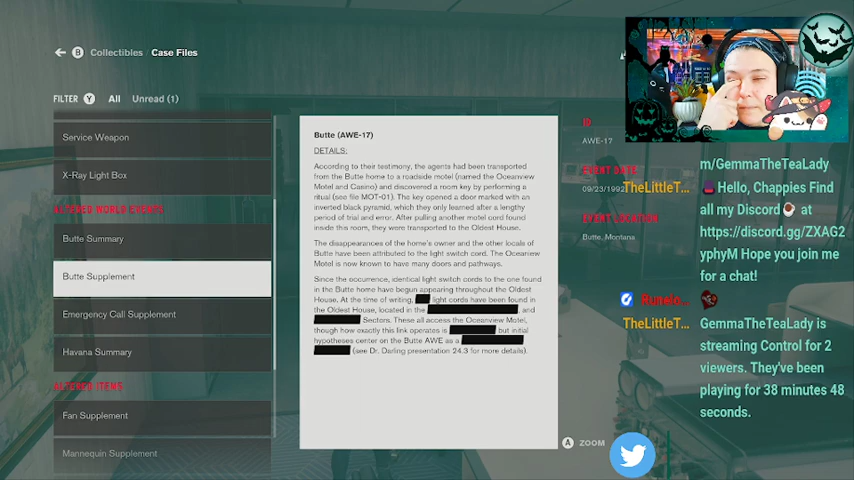 B Collectibles Case Files
FILTER Y All Unread (1)
Service Weapon
X-Ray Light Box
ALTERED WORLD EVENTS
Butte Summary
Butte Supplement
Emergency Call Supplement
Havana Summary
ALTERED ITEMS
Fan Supplement
Mannequin Supplement
Butte (AWE-17)
DETAILS:
According to their testimony, the agents had been transported
from the Butte home to a roadside motel (named the Oceanview
Motel and Casino) and discovered a room key by performing a
ritual (see file MOT-01). The key opened a door marked with an
inverted black pyramid, which they only learned after a lengthy
period of trial and error. After pulling another motel cord found
inside this room, they were transported to the Oldest House.
The disappearances of the home's owner and the other locals of
Butte have been attributed to the light switch cord. The Oceanview
Motel is now known to have many doors and pathways.
Since the occurrence, identical light switch cords to the one found
in the Butte home have begun appearing throughout the Oldest
House. At the time of writing, light cords have been found in
the Oldest House, located in the , and
Sectors. These all access the Oceanview Motel,
though how exactly this link operates is but initial
hypotheses center on the Butte AWE as a
(see Dr. Darling presentation 24.3 for more details).
A ZOOM
ID
AWE-17
EVENT DATE
09/23/1992
EVENT LOCATION
Butte, Montana
m/GemmaTheTeaLady
TheLittleT... Hello, Chappies Find
all my Discord at
https://discord.gg/ZXAG2
yphyM Hope you join me
for a chat!
Runelo...
TheLittleT... GemmaTheTeaLady is
streaming Control for 2
viewers. They've been
playing for 38 minutes 48
seconds.